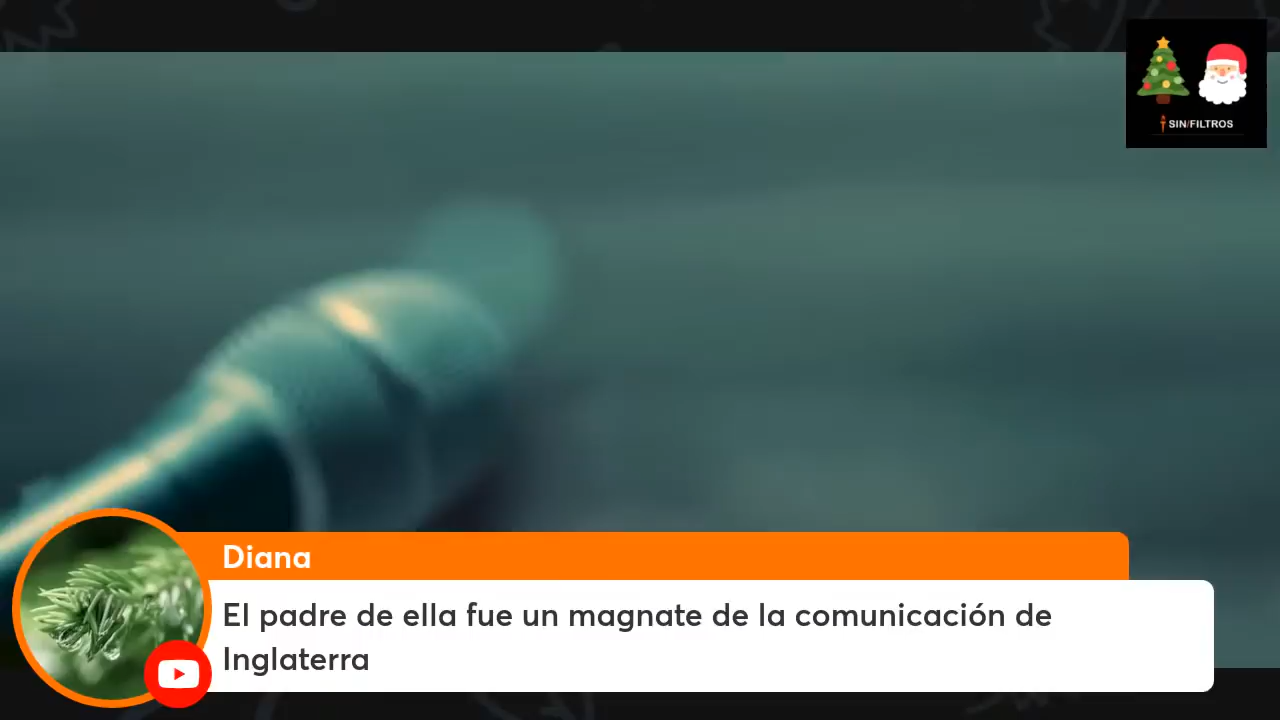 SIN/FILTROS
Diana
El padre de ella fue un magnate de la comunicación de
Inglaterra